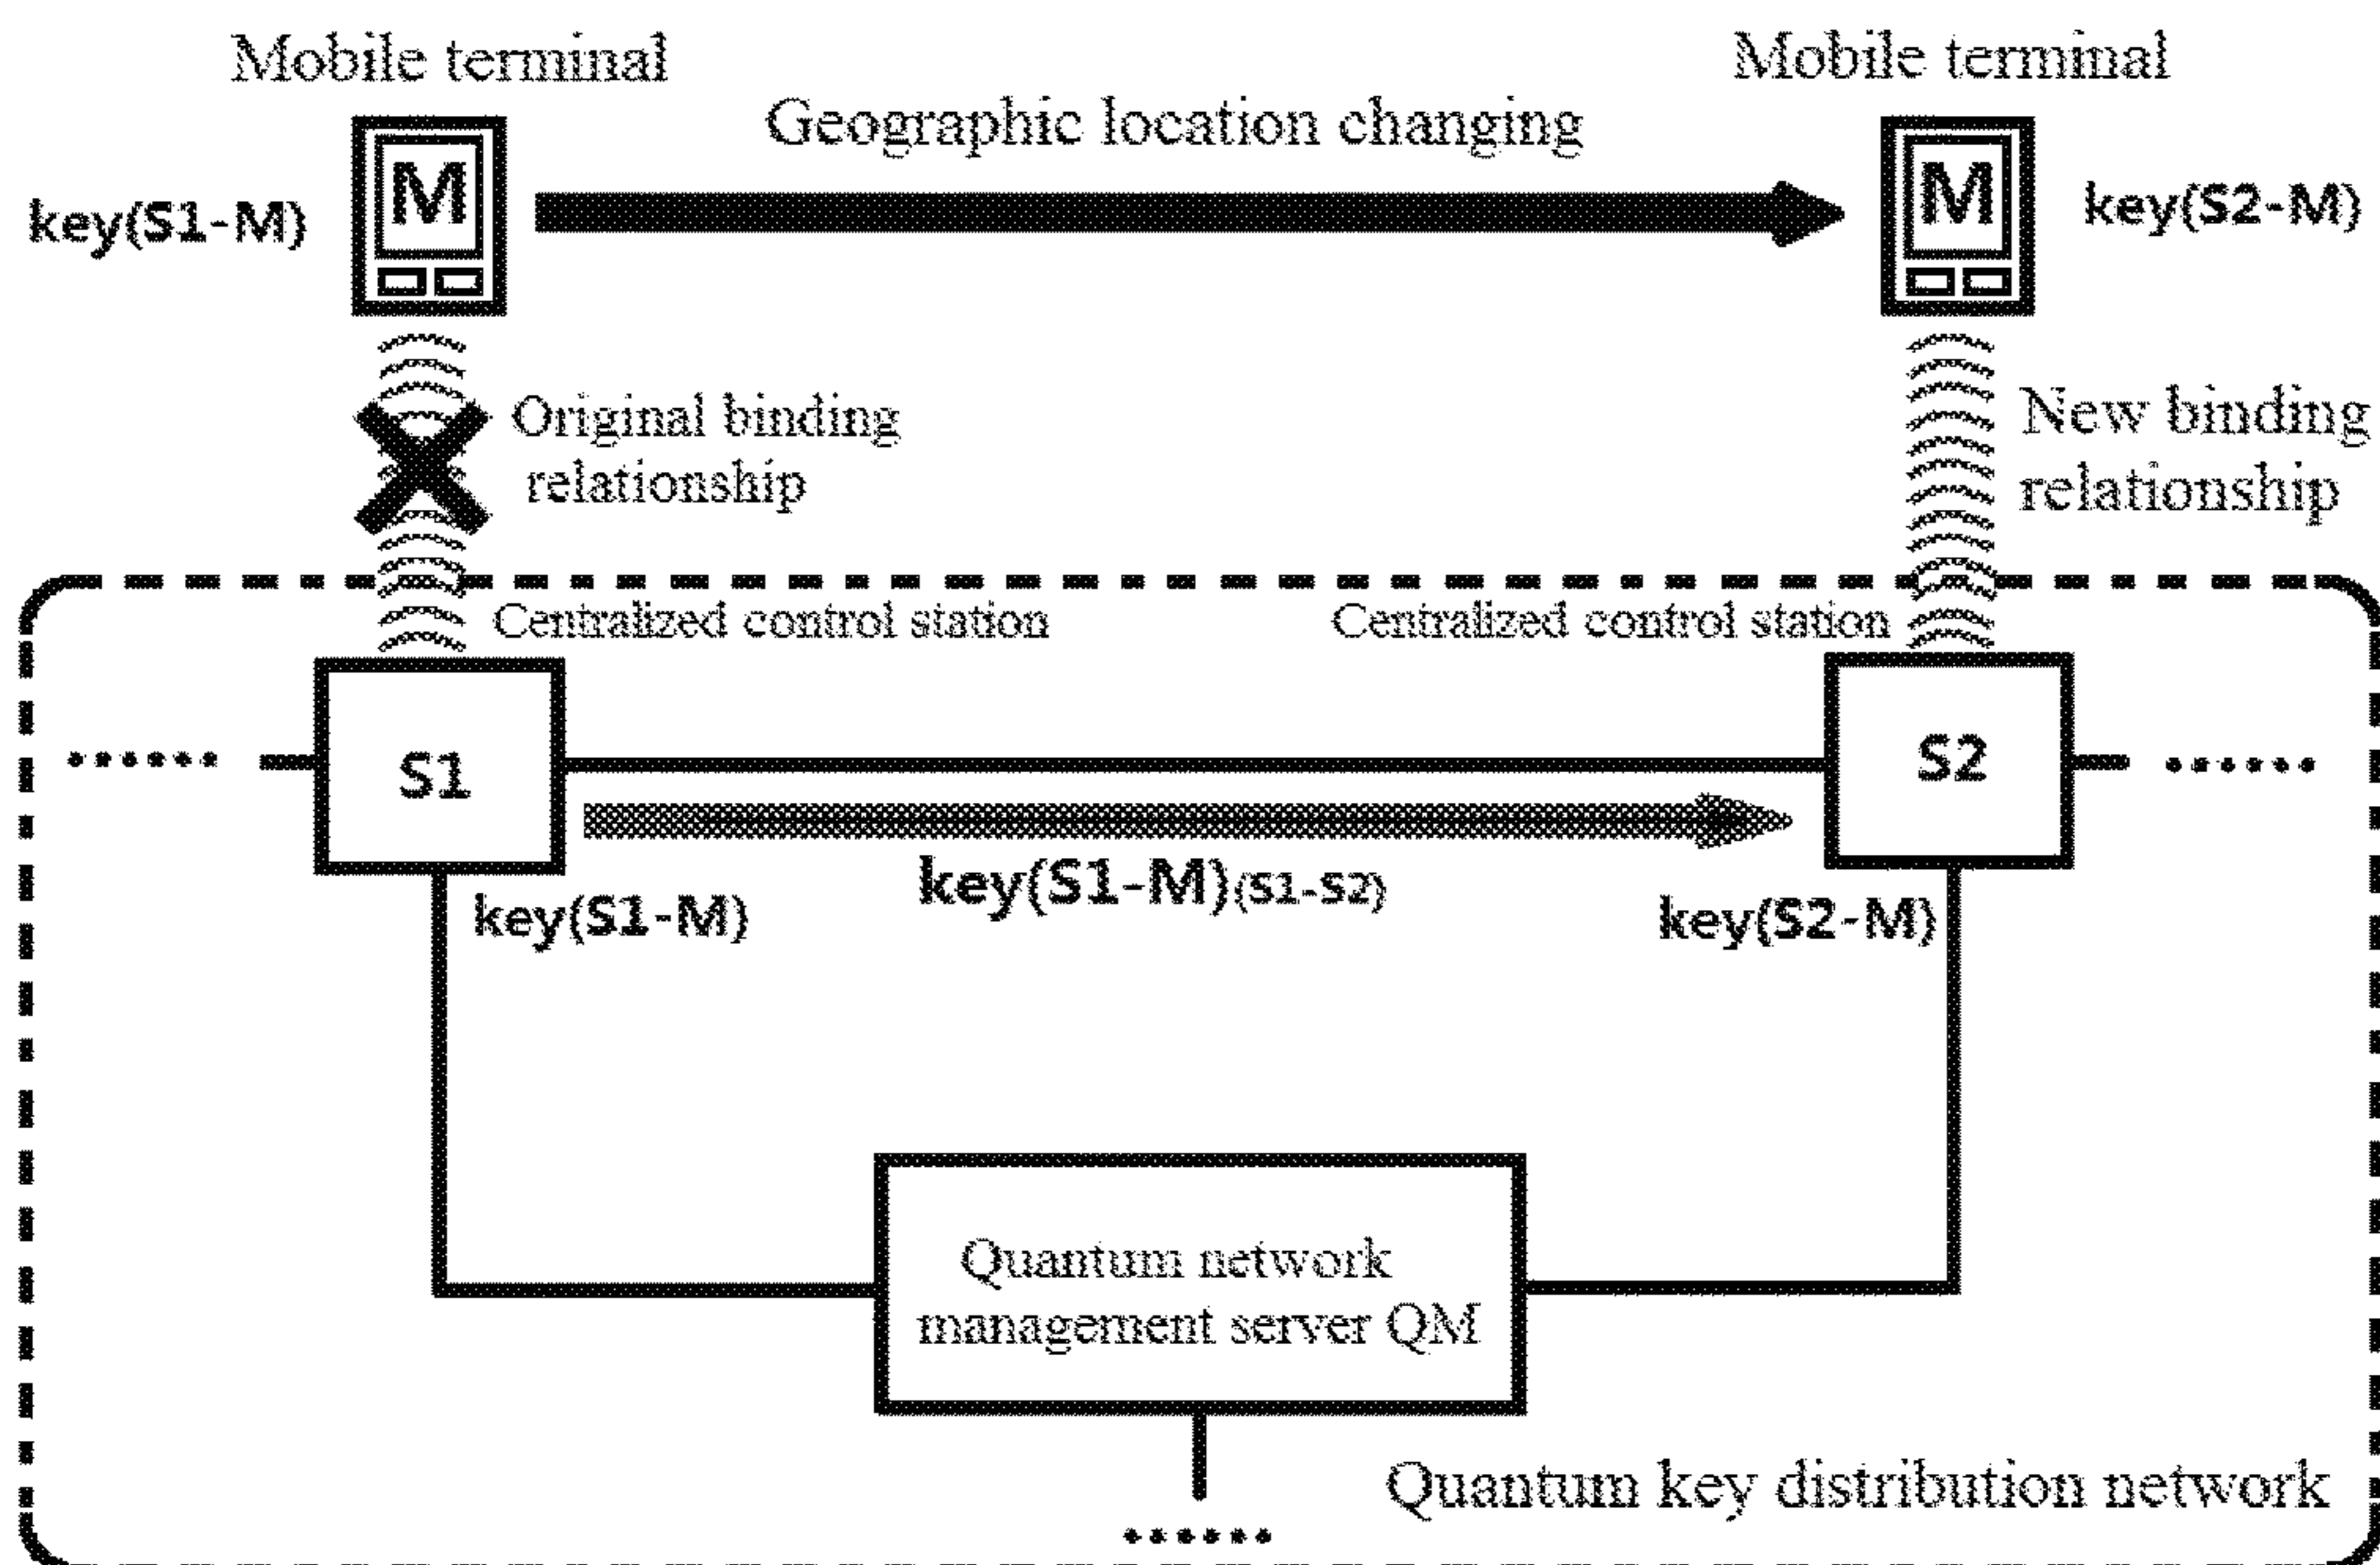 Mobile terminal
Mobile terminal
Geographic location changing
M
M
key(S1-M)
key(S2-M)
Original binding
relationship
New binding
relationship
Centralized control station
Centralized control station
S1
S2
......
......
key(S1-M)(S1-S2)
key(S1-M)
key(S2-M)
Quantum network
management server QM
Quantum key distribution network
......